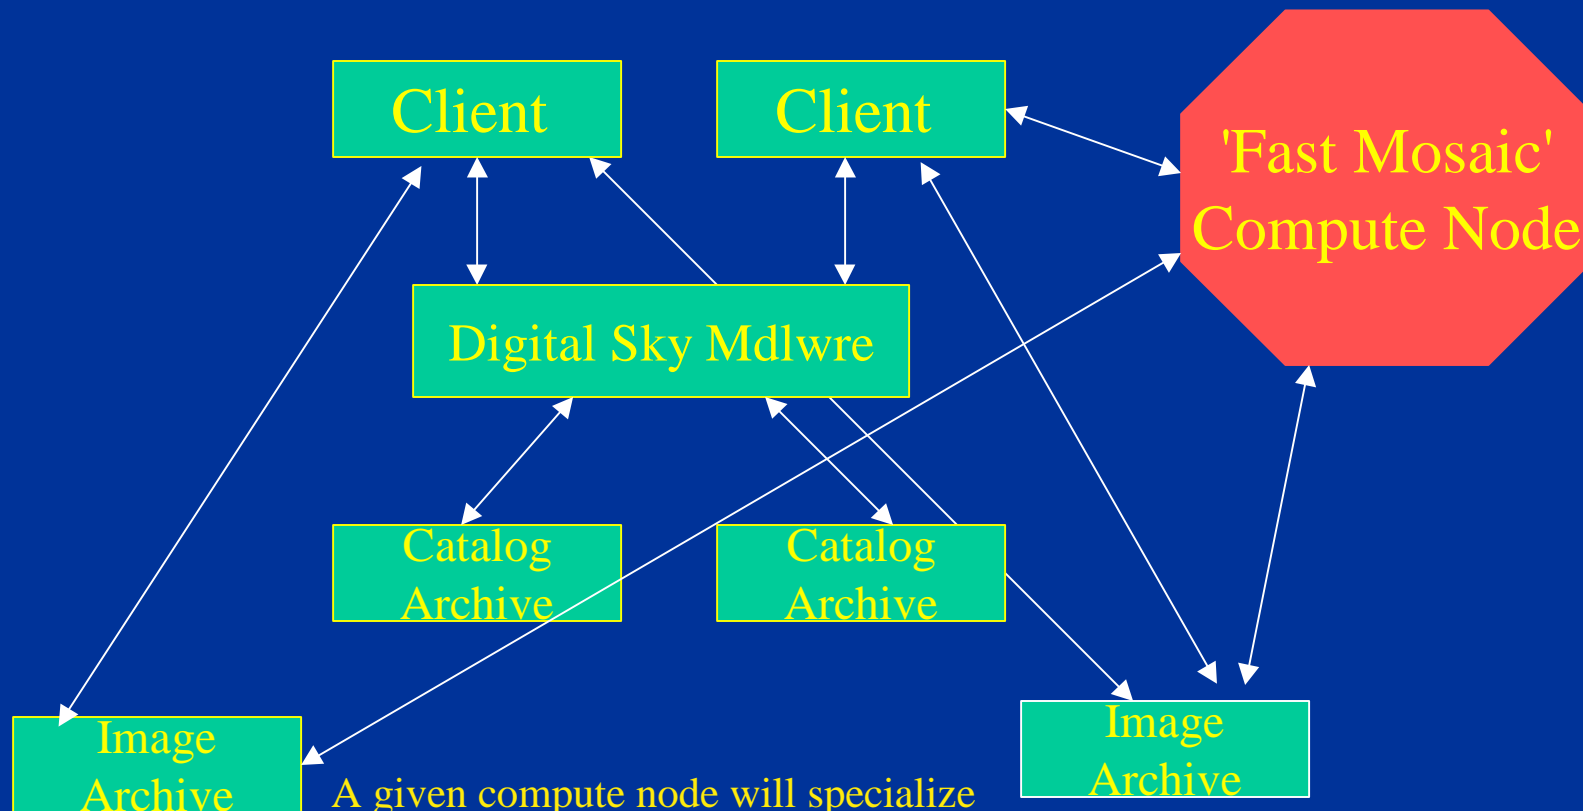 Client
Client
'Fast Mosaic'
Compute Node
Digital Sky Mdlwre
Catalog
Archive
Catalog
Archive
Image
Archive
Image
Archive
A given compute node will specialize